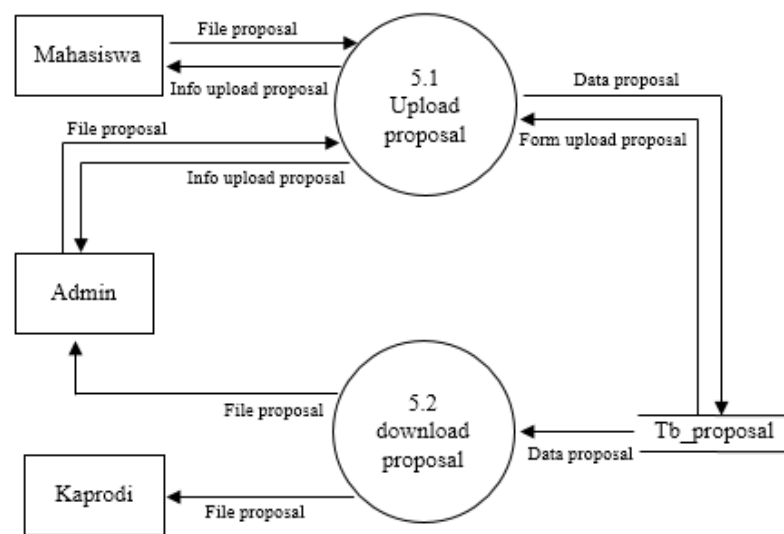 File proposal
Mahasiswa
Info upload proposal
5.1
Upload
proposal
Data proposal
Form upload proposal
File proposal
Info upload proposal
Admin
File proposal
5.2
download
proposal
Tb_proposal
Data proposal
Kaprodi
File proposal